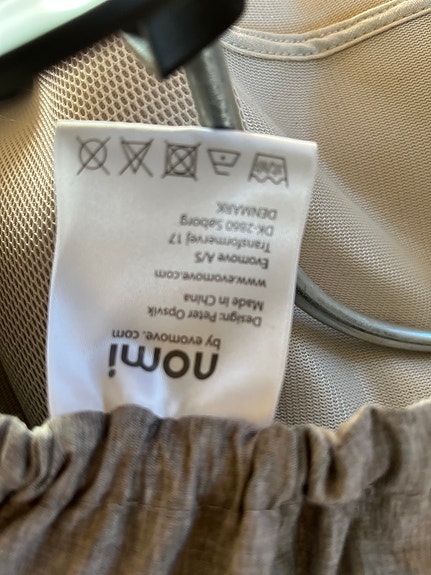 nomi
by evomove.com
Design: Peter Opsvik
Made in China
www.evomove.com
Evomove A/S
Transformervej 17
DK-2860 Søborg
DENMARK